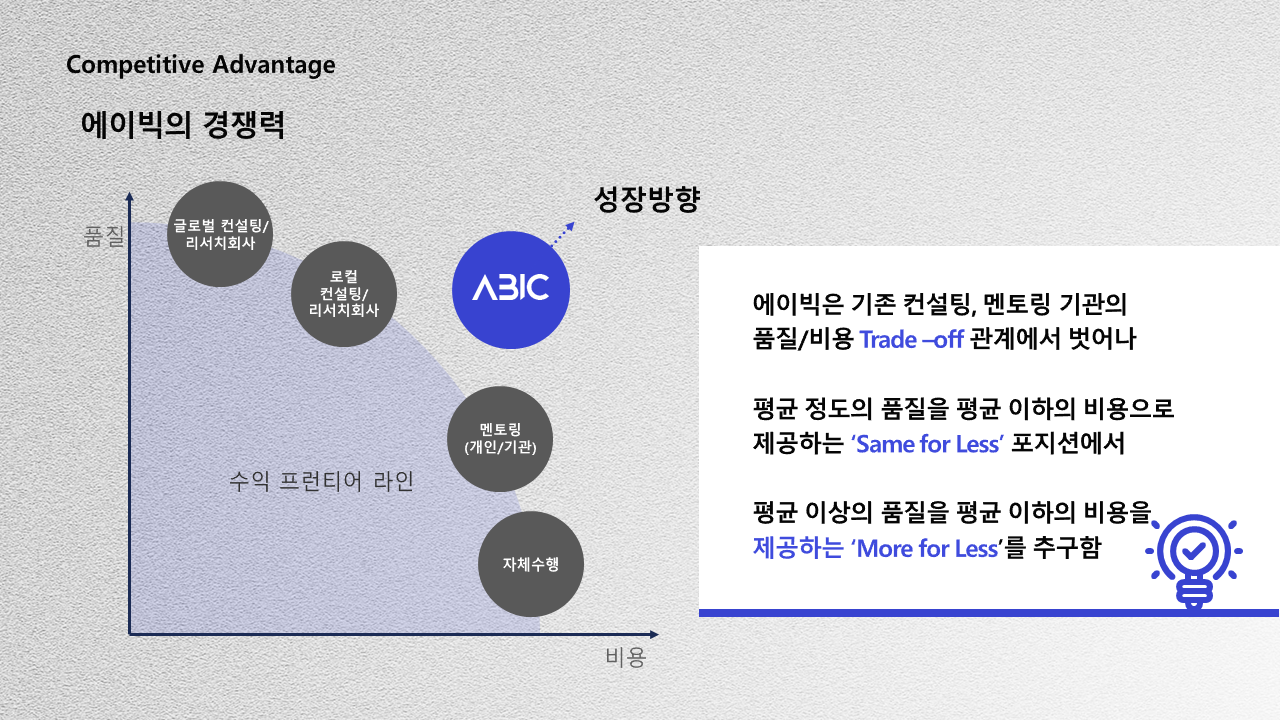 Competitive Advantage
에이빅의 경쟁력
성장방향
품질
글로벌 컨설팅/
리서치회사
로컬
컨설팅/
리서치회사
ABIC
멘토링
(개인/기관)
수익 프런티어 라인
자체수행
비용
에이빅은 기존 컨설팅, 멘토링 기관의
품질/비용 Trade –off 관계에서 벗어나
평균 정도의 품질을 평균 이하의 비용으로
제공하는 ‘Same for Less’ 포지션에서
평균 이상의 품질을 평균 이하의 비용을
제공하는 ‘More for Less’를 추구함